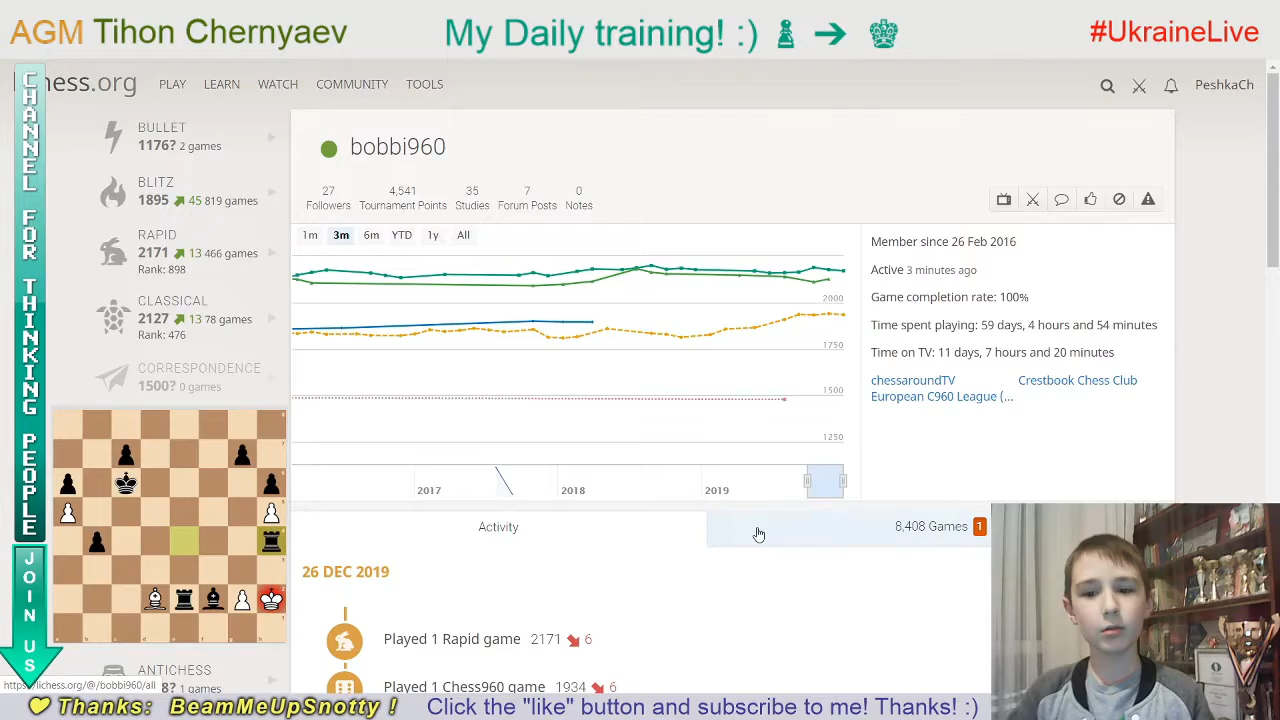 AGM Tihon Chernyaev
My Daily training! :)
#UkraineLive
CHANNEL FOR THINKING PEOPLE
JOIN US
hess.org
PLAY LEARN WATCH COMMUNITY TOOLS
PeshkaCh
BULLET
1176? 2 games
BLITZ
1895 45 819 games
RAPID
2171 13 466 games
Rank: 898
CLASSICAL
2127 13 78 games
Rank: 476
CORRESPONDENCE
1500? 0 games
bobbi960
27 4,541 35 7 0
Followers Tournament Points Studies Forum Posts Notes
1m 3m 6m YTD 1y All
2000
1750
1500
1250
2017 2018 2019
Member since 26 Feb 2016
Active 3 minutes ago
Game completion rate: 100%
Time spent playing: 59 days, 4 hours and 54 minutes
Time on TV: 11 days, 7 hours and 20 minutes
chessaroundTV Crestbook Chess Club
European C960 League (...
Activity 8,408 Games 1
26 DEC 2019
Played 1 Rapid game 2171 6
Played 1 Chess960 game 1934 6
ANTICHESS
8? 1 games
https://lichess.org/@/bobbi960/all
Thanks: BeamMeUpSnotty ! Click the "like" button and subscribe to me! Thanks! :)